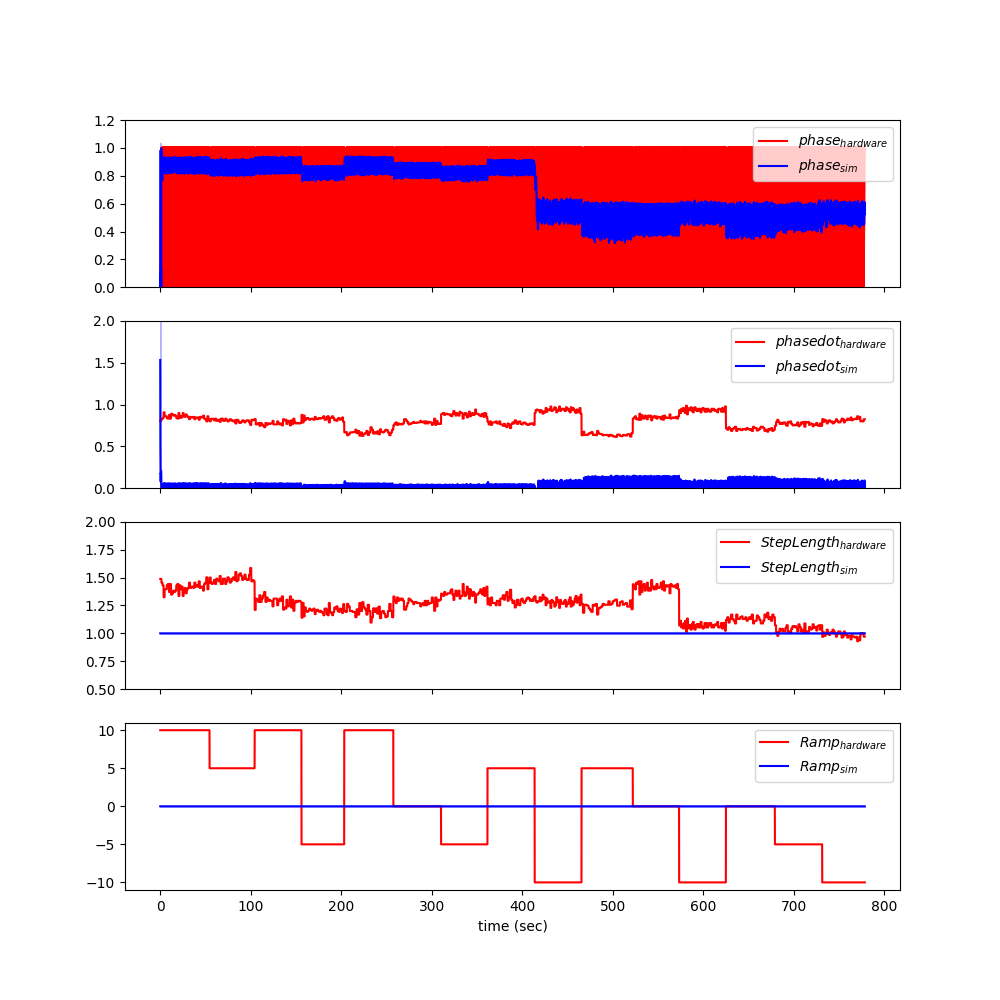 1.2
1.0
0.8
0.6
0.4
0.2
0.0
phase_hardware
phase_sim
2.0
1.5
1.0
0.5
0.0
phasedot_hardware
phasedot_sim
2.00
1.75
1.50
1.25
1.00
0.75
0.50
StepLength_hardware
StepLength_sim
10
5
0
−5
−10
Ramp_hardware
Ramp_sim
0 100 200 300 400 500 600 700 800
time (sec)